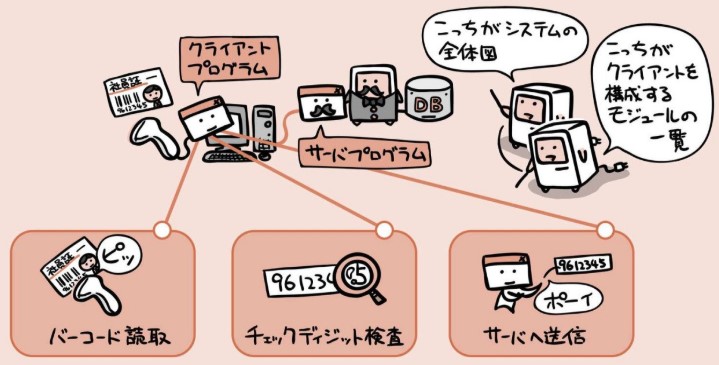 クライアント
プログラム
社員証
9612345
DB
サーバプログラム
こっちがシステムの
全体図
こっちが
クライアントを
構成する
モジュールの
一覧
社員証
ピッ
バーコード読取
961234
5
チェックディジット検査
9612345
ポーイ
サーバへ送信